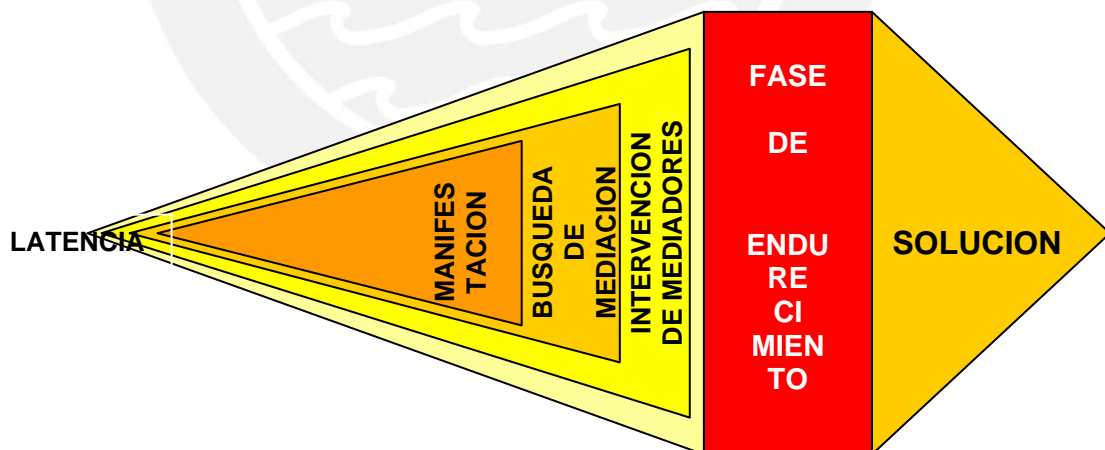 LATENCIA
MANIFES
TACION
BUSQUEDA
DE
MEDIACION
INTERVENCION
DE MEDIADORES
FASE
DE
ENDU
RE
CI
MIEN
TO
SOLUCION